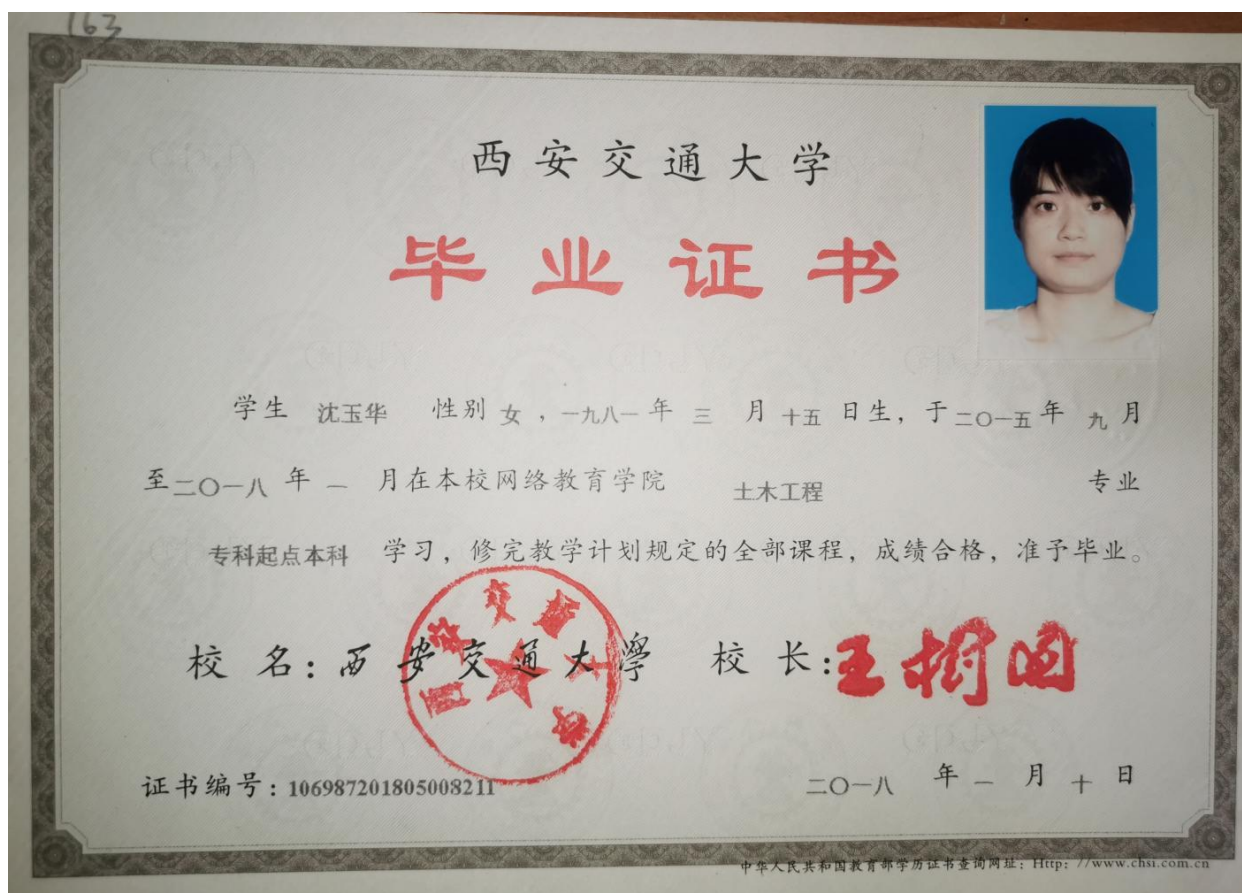 163
西安交通大学
毕业证书
学生 沈玉华 性别 女 , 一九八一 年 三 月 十五 日生, 于 二〇一五 年 九 月
至 二〇一八 年 一 月在本校网络教育学院 土木工程 专业
专科起点本科 学习, 修完教学计划规定的全部课程, 成绩合格, 准予毕业。
校 名: 西安交通大學 校 长: 王树国
证书编号: 106987201805008211 二〇一八 年 一 月 十 日
中华人民共和国教育部学历证书查询网址: Http: //www.chsi.com.cn